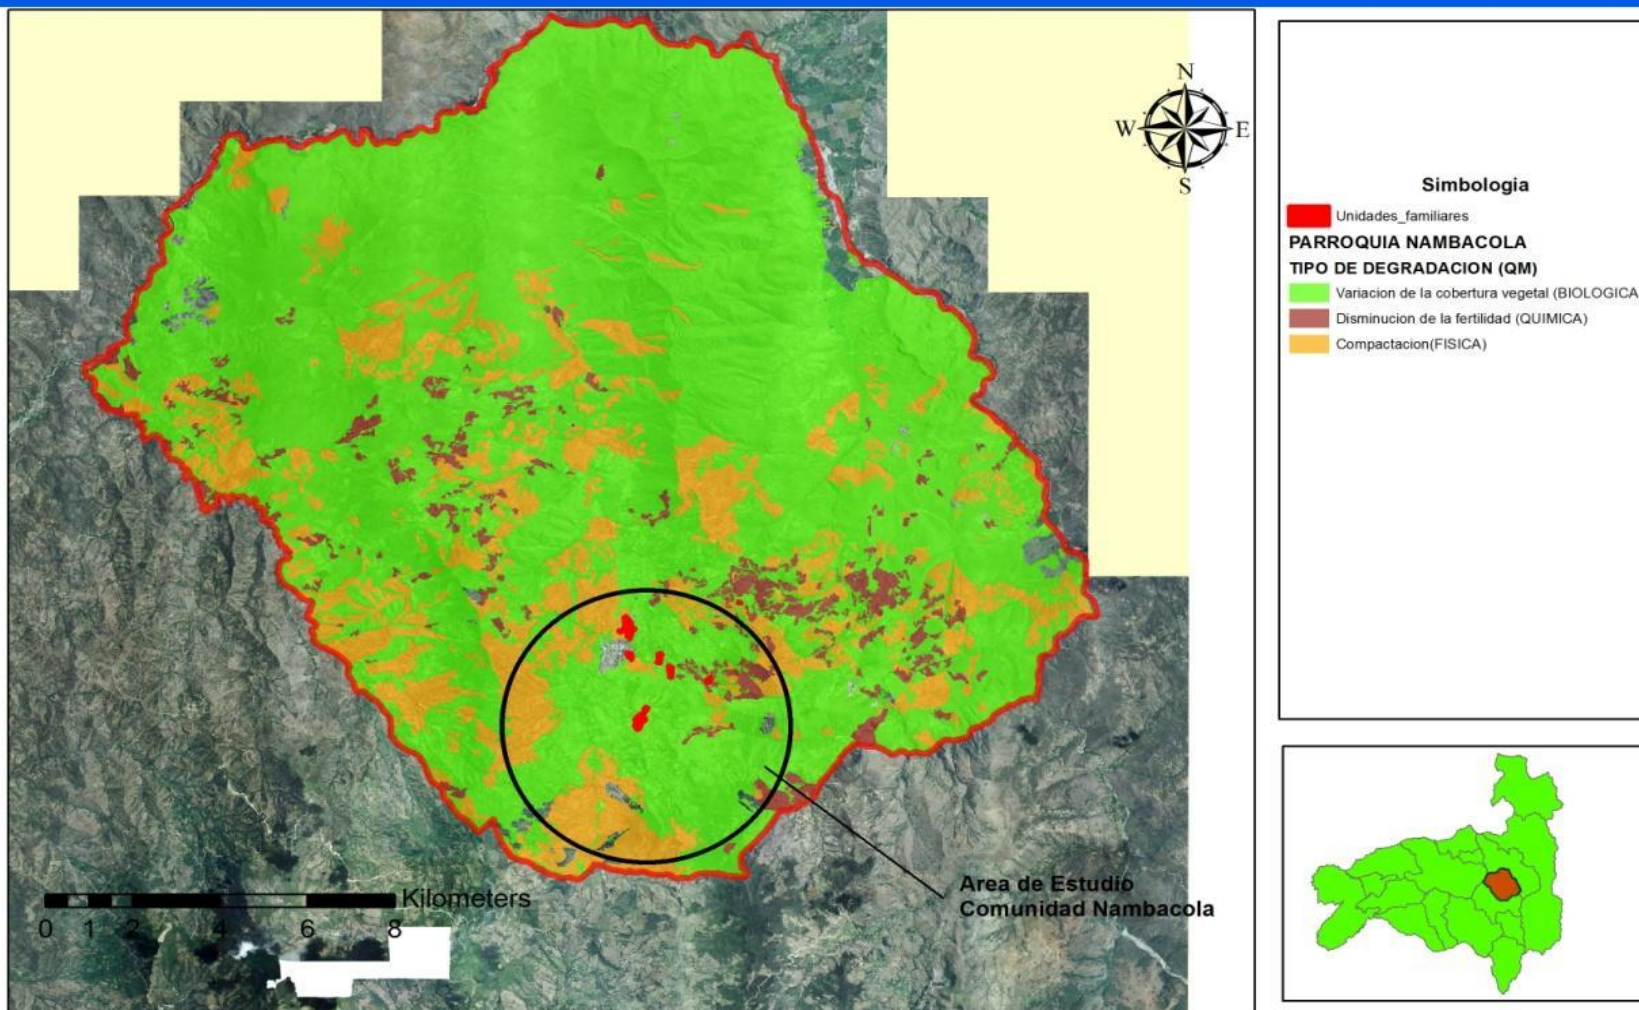 N
W E
S
Simbologia
Unidades_familiares
PARROQUIA NAMBACOLA
TIPO DE DEGRADACION (QM)
Variacion de la cobertura vegetal (BIOLOGICA
Disminucion de la fertilidad (QUIMICA)
Compactacion(FISICA)
Area de Estudio
Comunidad Nambacola
Kilometers
0 1 2 4 6 8